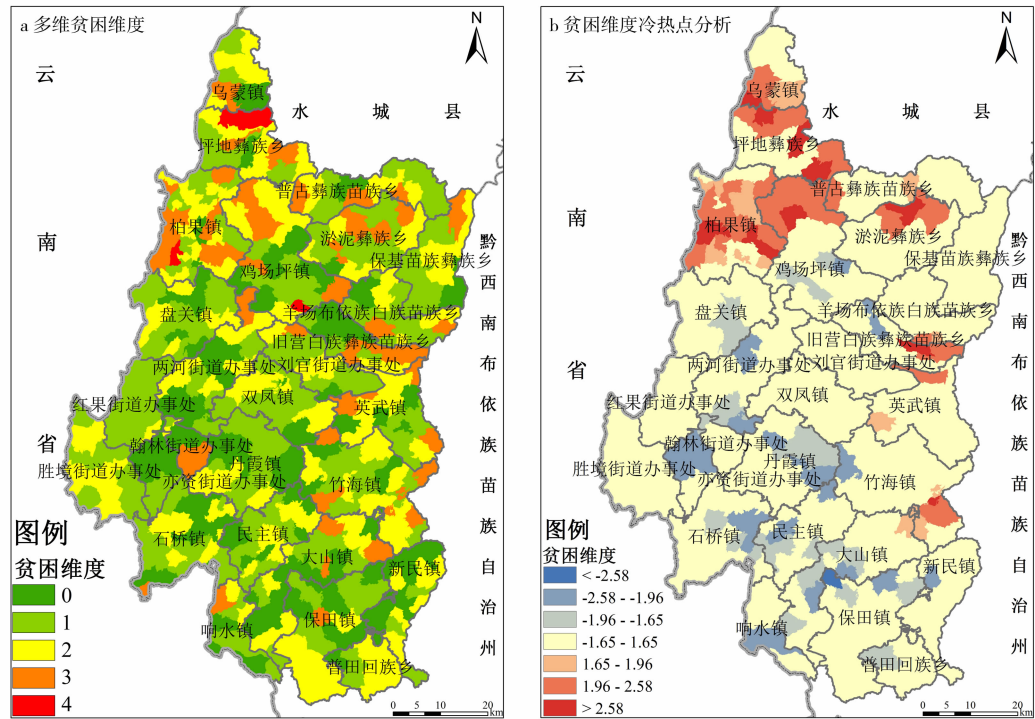 a 多维贫困维度
N
云
南
省
水 城 县
黔
西
南
布
依
族
苗
族
自
治
州
乌蒙镇
坪地彝族乡
普古彝族苗族乡
柏果镇
淤泥彝族乡
保基苗族彝族乡
鸡场坪镇
盘关镇
羊场布依族白族苗族乡
旧营白族彝族苗族乡
两河街道办事处
刘官街道办事处
双凤镇
红果街道办事处
英武镇
翰林街道办事处
丹霞镇
胜境街道办事处
亦资街道办事处
竹海镇
石桥镇
民主镇
大山镇
新民镇
保田镇
响水镇
普田回族乡
图例
贫困维度
0
1
2
3
4
0 5 10 20
km
b 贫困维度冷热点分析
N
云
南
省
水 城 县
黔
西
南
布
依
族
苗
族
自
治
州
乌蒙镇
坪地彝族乡
普古彝族苗族乡
柏果镇
淤泥彝族乡
保基苗族彝族乡
鸡场坪镇
盘关镇
羊场布依族白族苗族乡
旧营白族彝族苗族乡
两河街道办事处
刘官街道办事处
双凤镇
红果街道办事处
英武镇
翰林街道办事处
丹霞镇
胜境街道办事处
亦资街道办事处
竹海镇
石桥镇
民主镇
大山镇
新民镇
保田镇
响水镇
普田回族乡
图例
贫困维度
< -2.58
-2.58 - -1.96
-1.96 - -1.65
-1.65 - 1.65
1.65 - 1.96
1.96 - 2.58
> 2.58
0 5 10 20
km